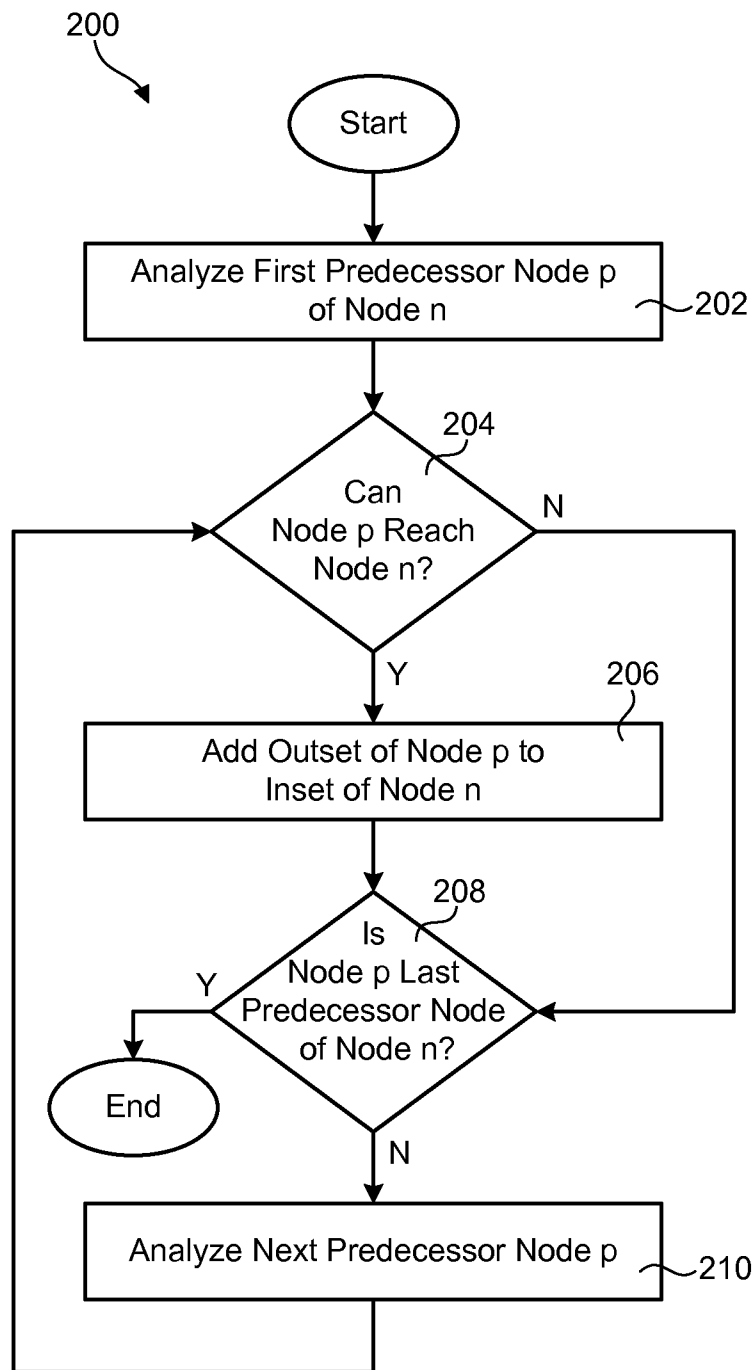 200
Start
Analyze First Predecessor Node p
of Node n
202
204
Can
Node p Reach
Node n?
N
Y
206
Add Outset of Node p to
Inset of Node n
208
Is
Node p Last
Predecessor Node
of Node n?
Y
End
N
Analyze Next Predecessor Node p
210